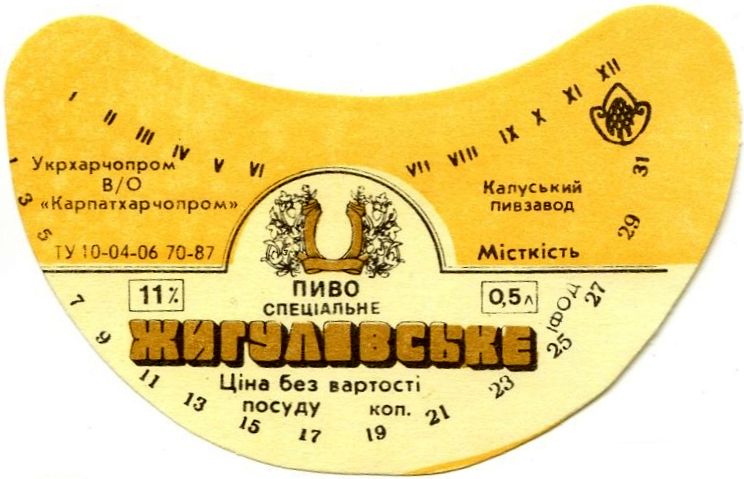 I II III IV V VI VII VIII IX X XI XII
Укрхарчопром
В/О
«Карпатхарчопром»
ТУ 10-04-06 70-87
Калуський
пивзавод
Місткість
11%
0,5л
ПИВО
СПЕЦІАЛЬНЕ
ЖИГУЛІВСЬКЕ
Ціна без вартості
посуду коп.
ІФОД
1 3 5 7 9 11 13 15 17 19 21 23 25 27 29 31